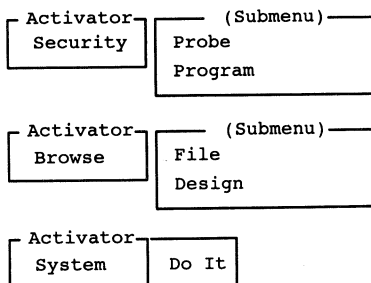 Activator (Submenu)
Security Probe
Program
Activator (Submenu)
Browse File
Design
Activator
System Do It